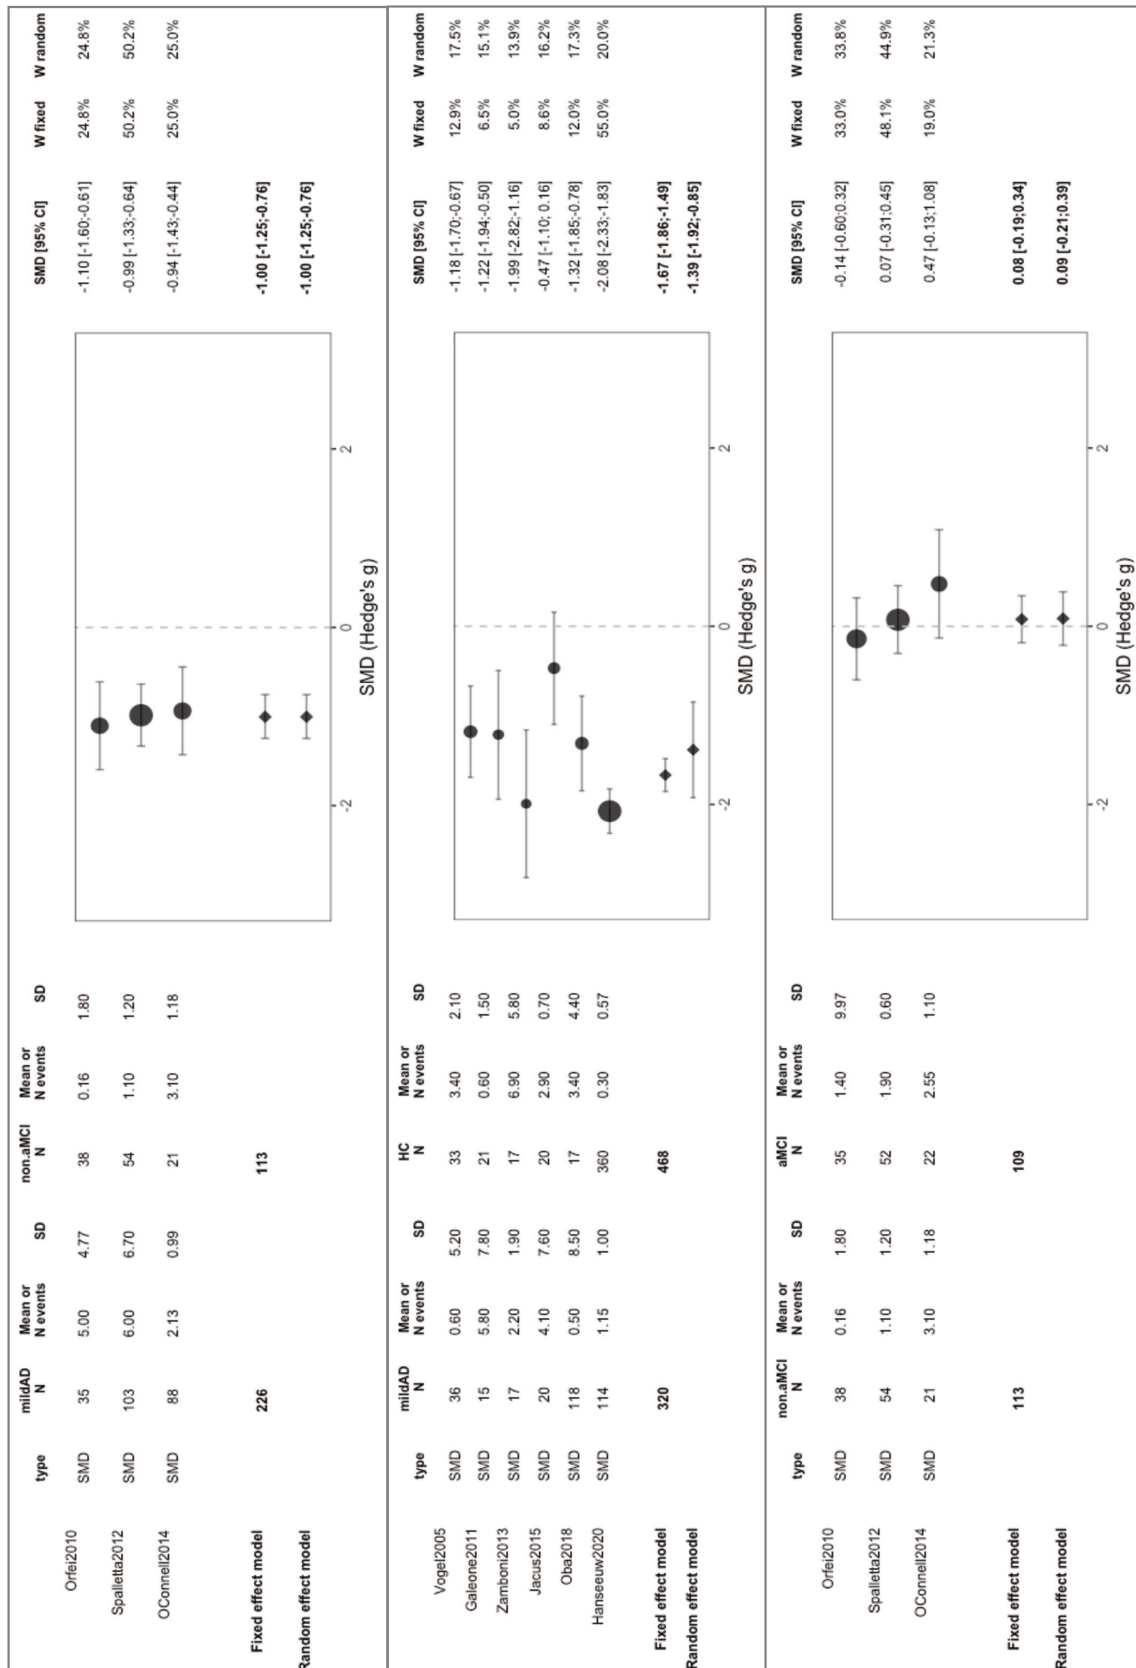 type mildAD N Mean or N events SD non.aMCI N Mean or N events SD SMD [95% CI] W fixed W random
Orfei2010 SMD 35 5.00 4.77 38 0.16 1.80 -1.10 [-1.60;-0.61] 24.8% 24.8%
Spalletta2012 SMD 103 6.00 6.70 54 1.10 1.20 -0.99 [-1.33;-0.64] 50.2% 50.2%
OConnell2014 SMD 88 2.13 0.99 21 3.10 1.18 -0.94 [-1.43;-0.44] 25.0% 25.0%
Fixed effect model 226 113 -1.00 [-1.25;-0.76]
Random effect model -1.00 [-1.25;-0.76]
-2 0 2
SMD (Hedge's g)
type mildAD N Mean or N events SD HC N Mean or N events SD SMD [95% CI] W fixed W random
Vogel2005 SMD 36 0.60 5.20 33 3.40 2.10 -1.18 [-1.70;-0.67] 12.9% 17.5%
Galeone2011 SMD 15 5.80 7.80 21 0.60 1.50 -1.22 [-1.94;-0.50] 6.5% 15.1%
Zamboni2013 SMD 17 2.20 1.90 17 6.90 5.80 -1.99 [-2.82;-1.16] 5.0% 13.9%
Jacus2015 SMD 20 4.10 7.60 20 2.90 0.70 -0.47 [-1.10; 0.16] 8.6% 16.2%
Oba2018 SMD 118 0.50 8.50 17 3.40 4.40 -1.32 [-1.85;-0.78] 12.0% 17.3%
Hanseeuw2020 SMD 114 1.15 1.00 360 0.30 0.57 -2.08 [-2.33;-1.83] 55.0% 20.0%
Fixed effect model 320 468 -1.67 [-1.86;-1.49]
Random effect model -1.39 [-1.92;-0.85]
-2 0 2
SMD (Hedge's g)
type non.aMCI N Mean or N events SD aMCI N Mean or N events SD SMD [95% CI] W fixed W random
Orfei2010 SMD 38 0.16 1.80 35 1.40 9.97 -0.14 [-0.60;0.32] 33.0% 33.8%
Spalletta2012 SMD 54 1.10 1.20 52 1.90 0.60 0.07 [-0.31;0.45] 48.1% 44.9%
OConnell2014 SMD 21 3.10 1.18 22 2.55 1.10 0.47 [-0.13;1.08] 19.0% 21.3%
Fixed effect model 113 109 0.08 [-0.19;0.34]
Random effect model 0.09 [-0.21;0.39]
-2 0 2
SMD (Hedge's g)